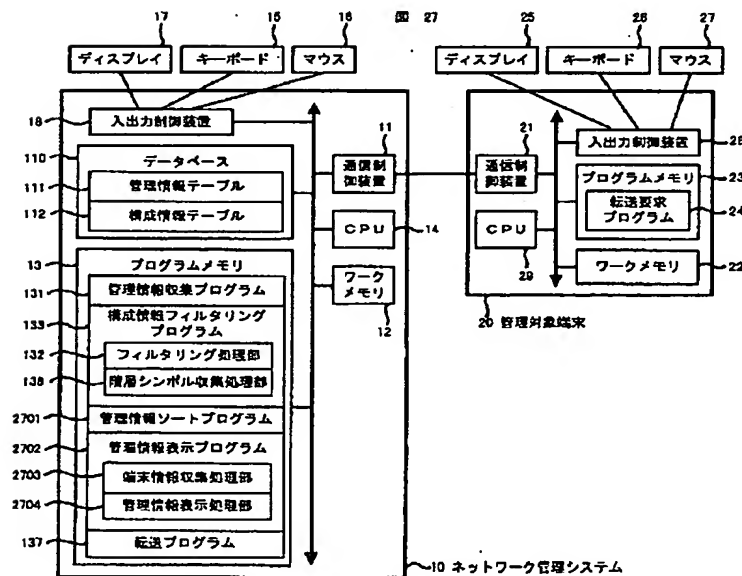 図 27
17
15
16
25
26
27
ディスプレイ
キーボード
マウス
ディスプレイ
キーボード
マウス
18
入出力制御装置
11
21
入出力制御装置
28
110
データベース
111
管理情報テーブル
112
構成情報テーブル
通信制
御装置
通信制
御装置
プログラムメモリ
23
転送要求
プログラム
24
CPU
14
CPU
29
ワークメモリ
22
13
プログラムメモリ
131
管理情報収集プログラム
ワーク
メモリ
12
20 管理対象端末
133
構成情報フィルタリング
プログラム
132
フィルタリング処理部
138
階層シンボル収集処理部
2701
管理情報ソートプログラム
2702
管理情報表示プログラム
2703
端末情報収集処理部
2704
管理情報表示処理部
137
転送プログラム
10 ネットワーク管理システム